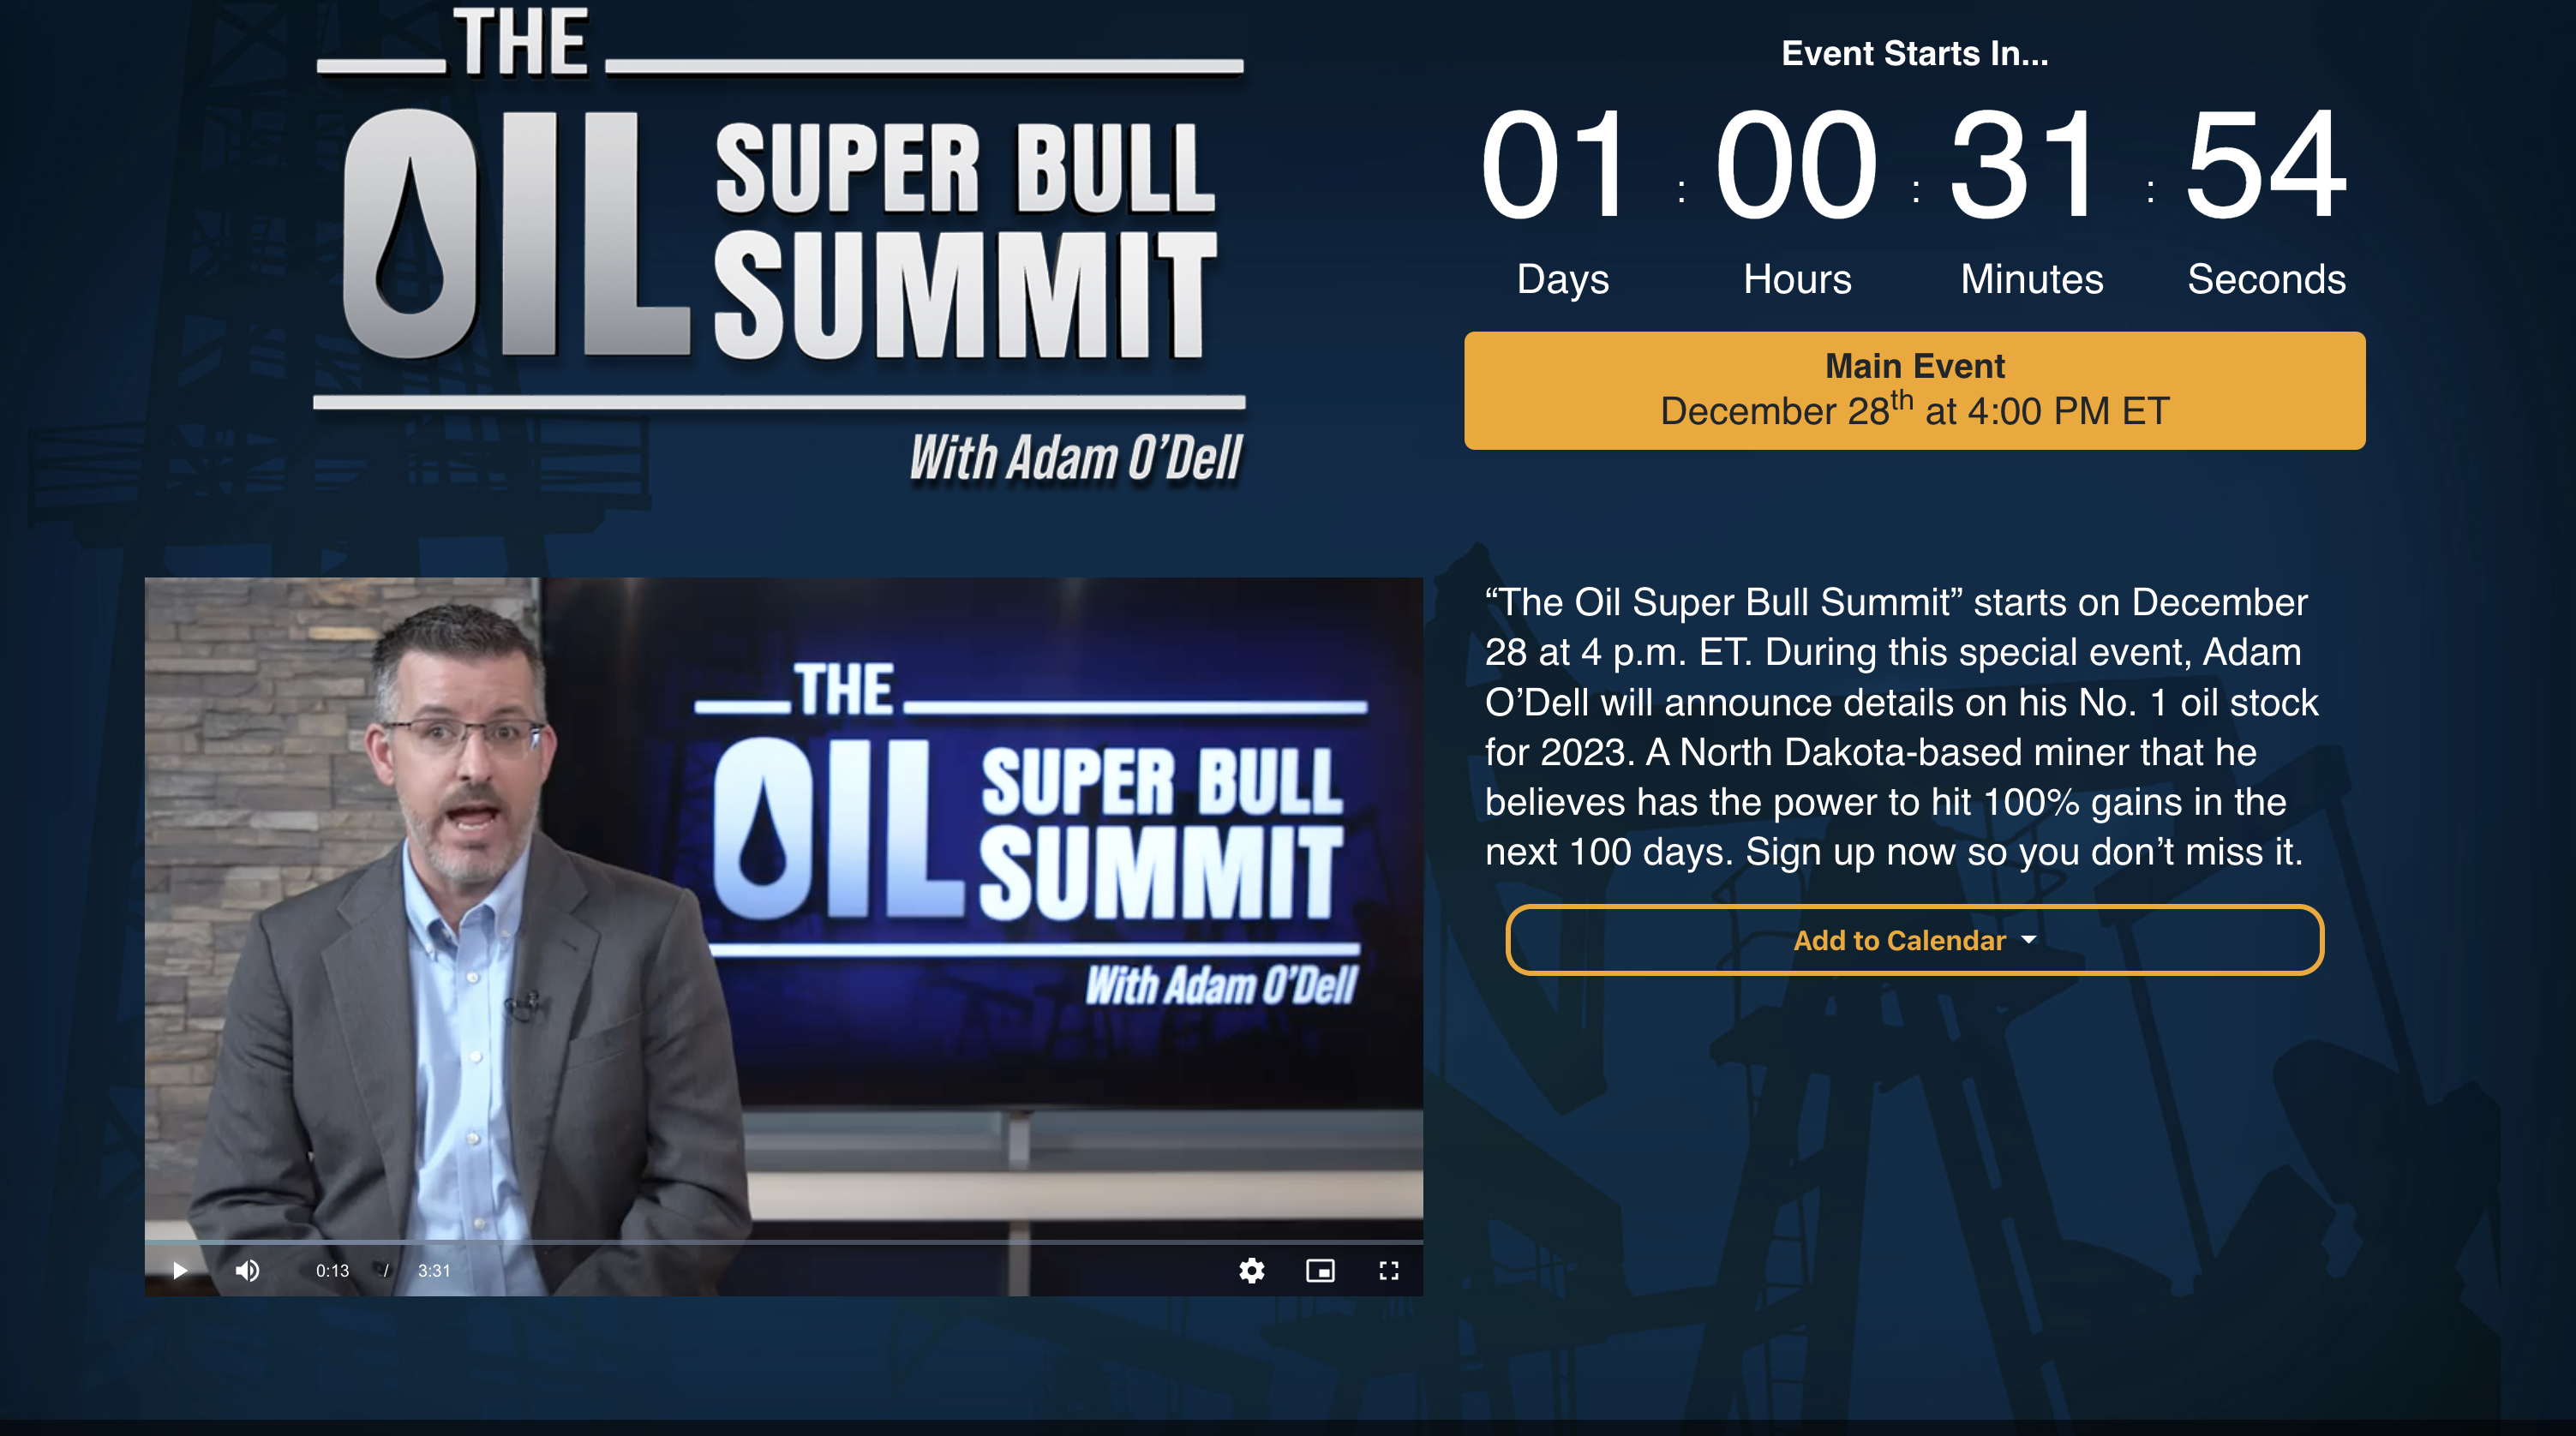 THE
OIL SUPER BULL
SUMMIT
With Adam O'Dell
Event Starts In...
01 : 00 : 31 : 54
Days Hours Minutes Seconds
Main Event
December 28th at 4:00 PM ET
THE
OIL SUPER BULL
SUMMIT
With Adam O'Dell
0:13 / 3:31
“The Oil Super Bull Summit” starts on December
28 at 4 p.m. ET. During this special event, Adam
O’Dell will announce details on his No. 1 oil stock
for 2023. A North Dakota-based miner that he
believes has the power to hit 100% gains in the
next 100 days. Sign up now so you don’t miss it.
Add to Calendar